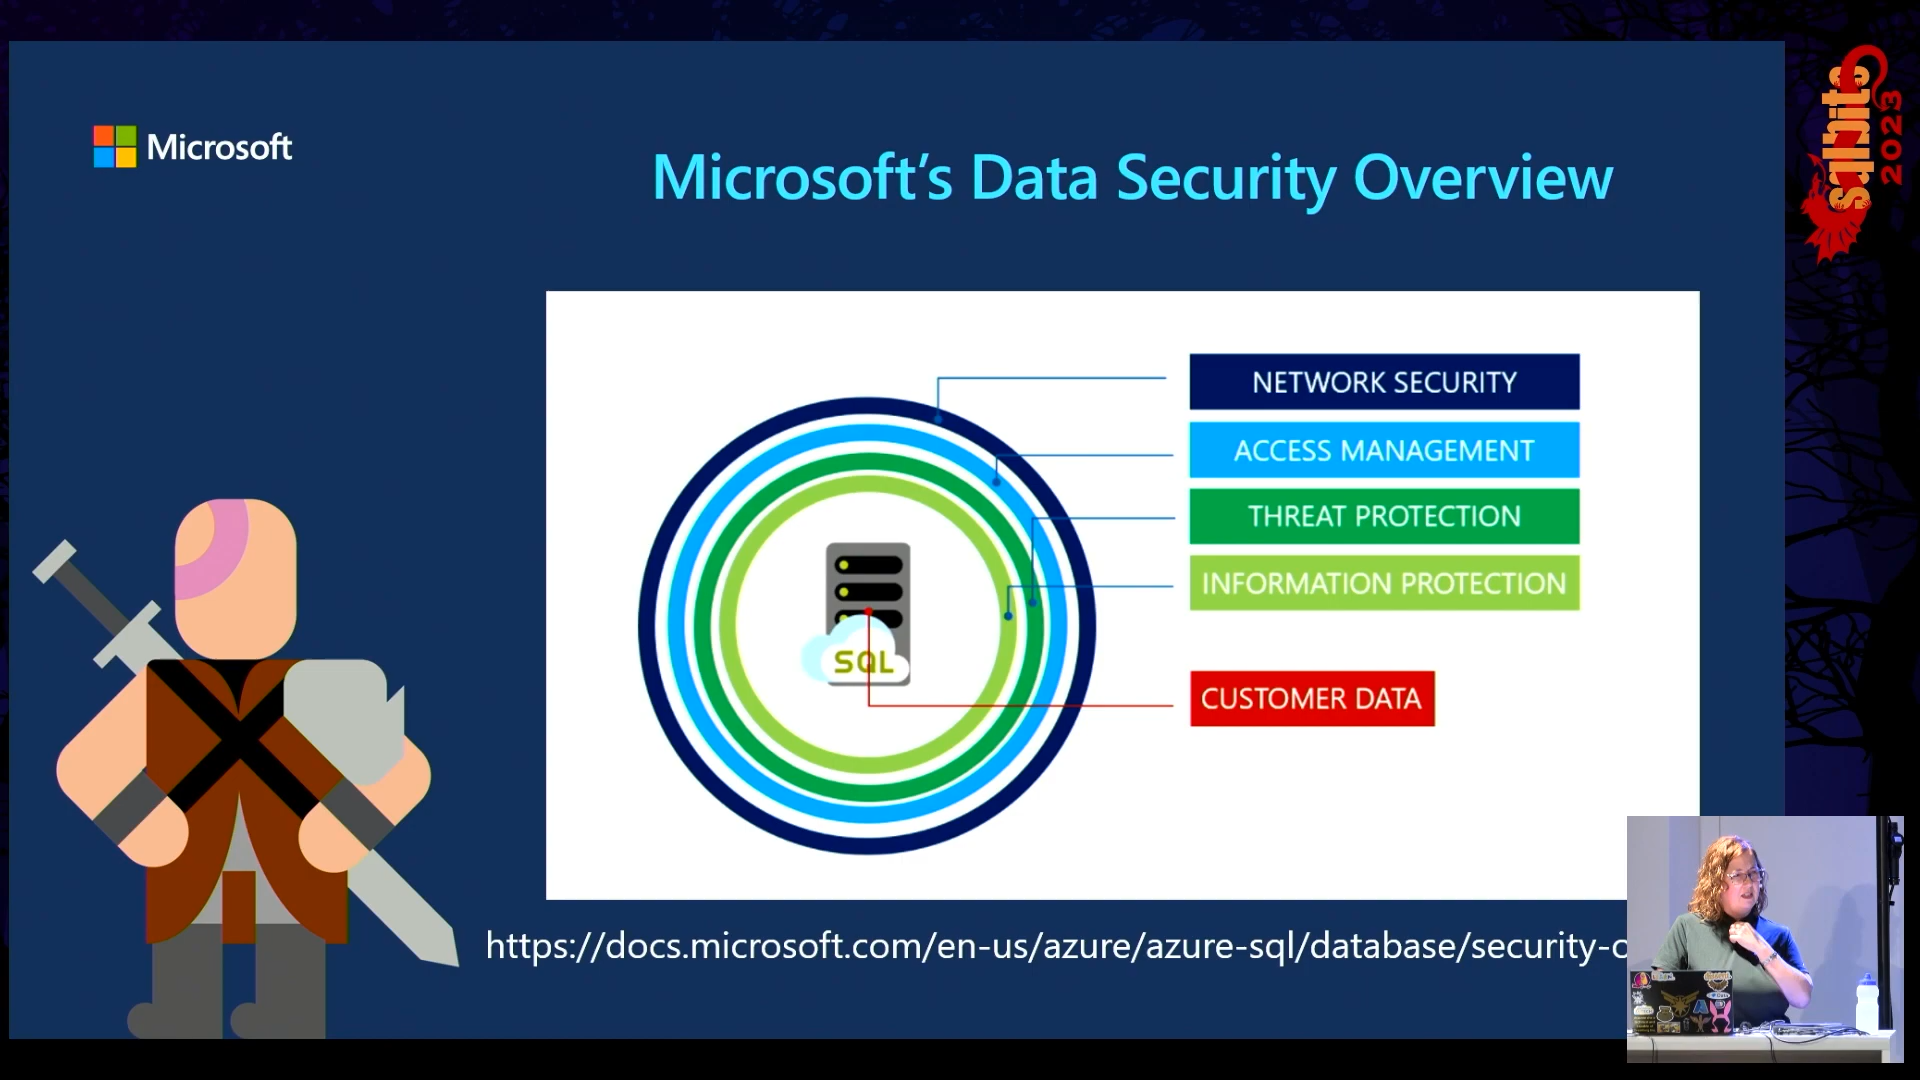 Microsoft
Microsoft's Data Security Overview
sqlbits
2023
NETWORK SECURITY
ACCESS MANAGEMENT
THREAT PROTECTION
INFORMATION PROTECTION
SQL
CUSTOMER DATA
https://docs.microsoft.com/en-us/azure/azure-sql/database/security-o